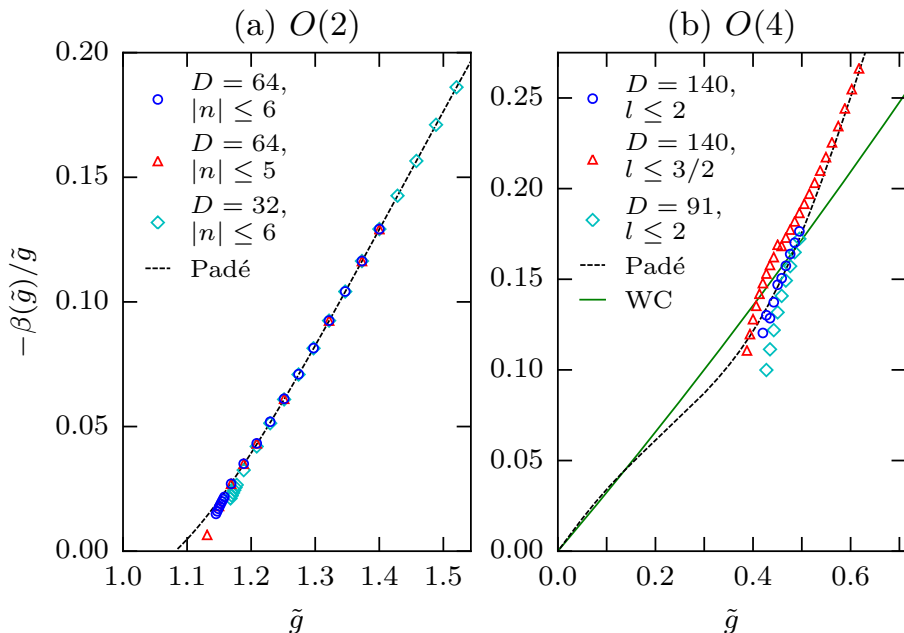 (a) O(2)
−β(g̃)/g̃
0.20
0.15
0.10
0.05
0.00
D = 64,
|n| ≤ 6
D = 64,
|n| ≤ 5
D = 32,
|n| ≤ 6
Padé
1.0 1.1 1.2 1.3 1.4 1.5
g̃
(b) O(4)
0.25
0.20
0.15
0.10
0.05
0.00
D = 140,
l ≤ 2
D = 140,
l ≤ 3/2
D = 91,
l ≤ 2
Padé
WC
0.0 0.2 0.4 0.6
g̃